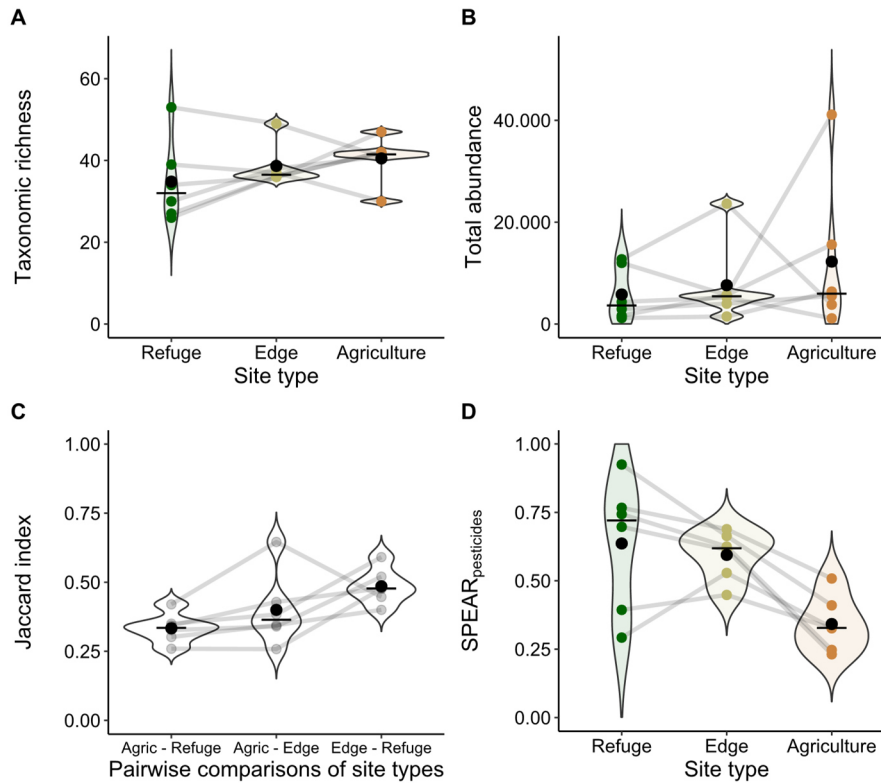 A
Taxonomic richness
60
40
20
0
Refuge Edge Agriculture
Site type
B
Total abundance
40.000
20.000
0
Refuge Edge Agriculture
Site type
C
Jaccard index
1.00
0.75
0.50
0.25
0.00
Agric - Refuge Agric - Edge Edge - Refuge
Pairwise comparisons of site types
D
SPEARpesticides
1.00
0.75
0.50
0.25
0.00
Refuge Edge Agriculture
Site type